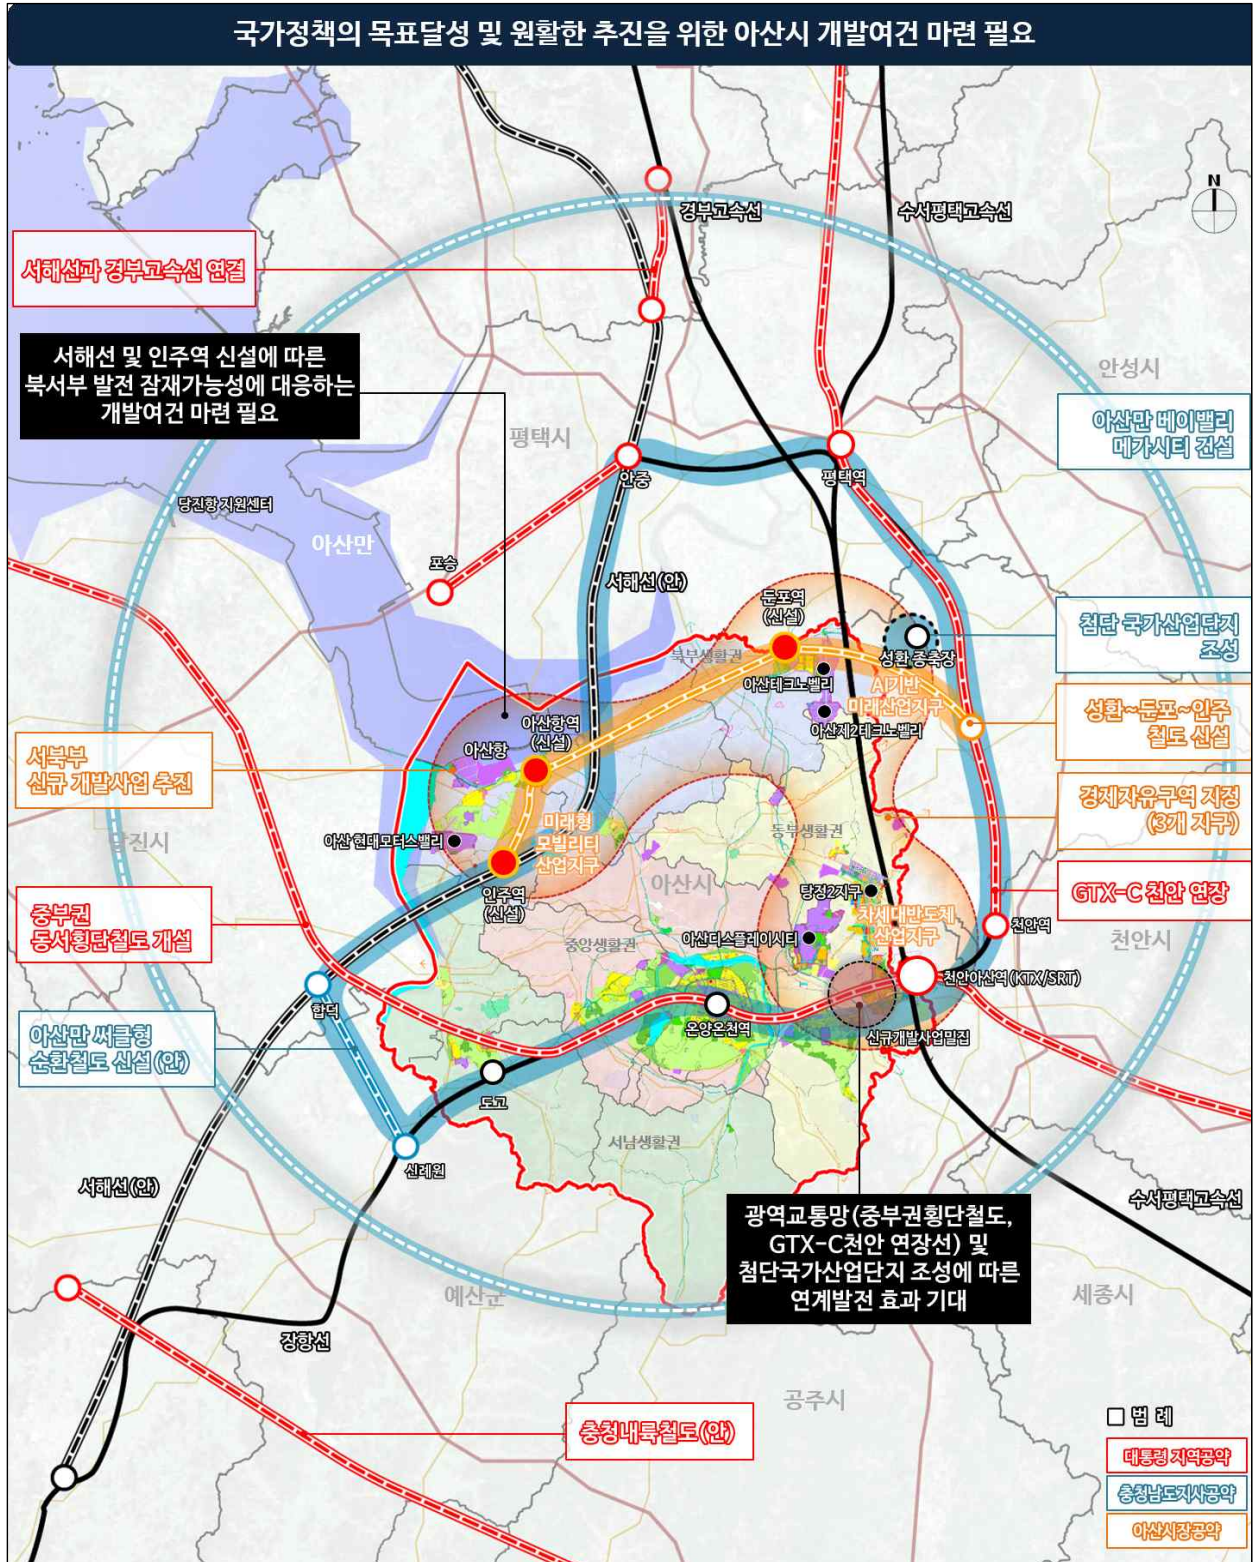 국가정책의 목표달성 및 원활한 추진을 위한 아산시 개발여건 마련 필요
N
경부고속선
수서평택고속선
서해선과 경부고속선 연결
서해선 및 인주역 신설에 따른
북서부 발전 잠재가능성에 대응하는
개발여건 마련 필요
안성시
아산만 베이밸리
메가시티 건설
평택시
안중
평택역
당진항 지원센터
아산만
포승
서해선(안)
둔포역
(신설)
첨단 국가산업단지
조성
성환 종축장
북부생활권
아산테크노밸리
AI기반
미래산업지구
아산제2테크노밸리
성환~둔포~인주
철도 신설
아산항역
(신설)
아산항
서북부
신규 개발사업 추진
경제자유구역 지정
(3개 지구)
당진시
아산 현대모터스밸리
미래형
모빌리티
산업지구
동부생활권
아산시
인주역
(신설)
탕정2지구
GTX-C 천안 연장
중부권
동서횡단철도 개설
차세대반도체
산업지구
중앙생활권
아산디스플레이시티
천안역
천안시
합덕
천안아산역(KTX/SRT)
온양온천역
아산만 써클형
순환철도 신설(안)
신규개발사업밀집
도고
신례원
서남생활권
서해선(안)
수서평택고속선
광역교통망(중부권횡단철도,
GTX-C천안 연장선) 및
첨단국가산업단지 조성에 따른
연계발전 효과 기대
예산군
세종시
장항선
공주시
충청내륙철도(안)
범 례
대통령 지역공약
충청남도지사공약
아산시장공약